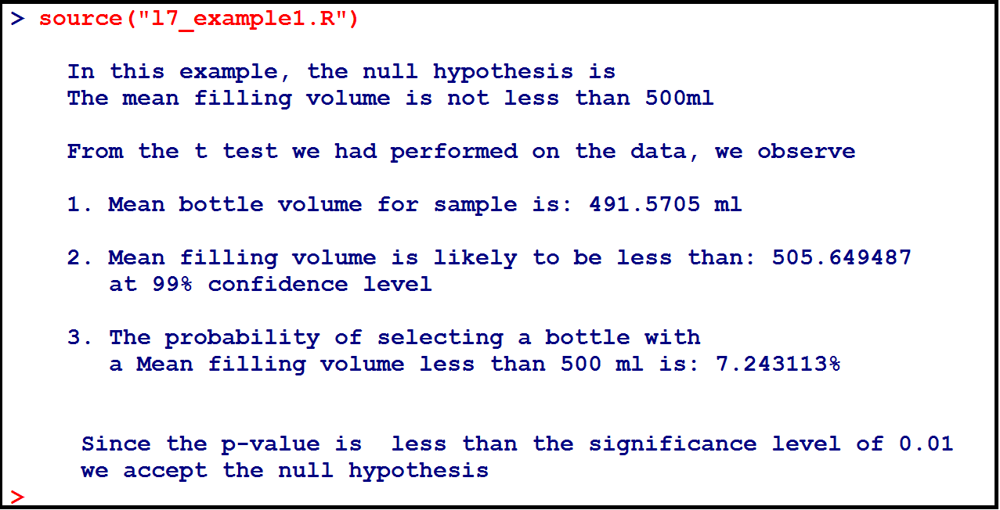 > source("l7_example1.R")
In this example, the null hypothesis is
The mean filling volume is not less than 500ml
From the t test we had performed on the data, we observe
1. Mean bottle volume for sample is: 491.5705 ml
2. Mean filling volume is likely to be less than: 505.649487
at 99% confidence level
3. The probability of selecting a bottle with
a Mean filling volume less than 500 ml is: 7.243113%
Since the p-value is  less than the significance level of 0.01
we accept the null hypothesis
>